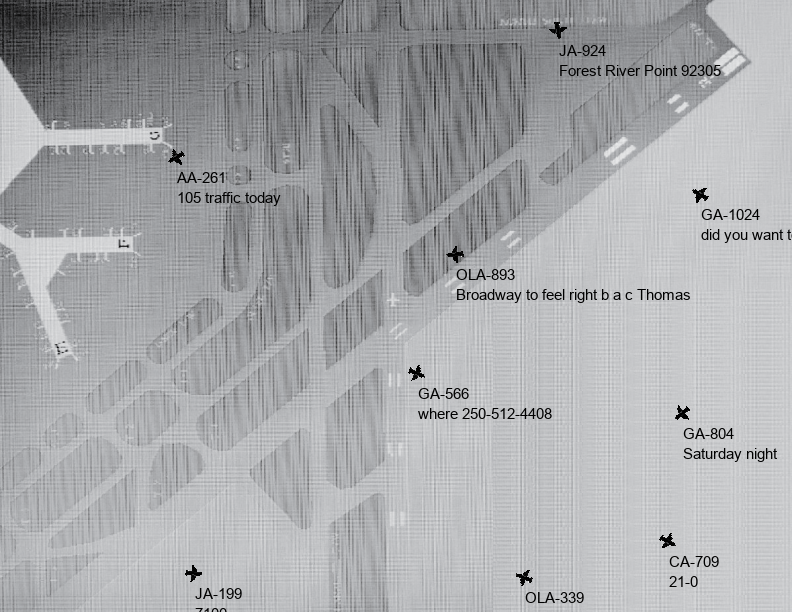 JA-924
Forest River Point 92305
AA-261
105 traffic today
GA-1024
did you want
OLA-893
Broadway to feel right b a c Thomas
GA-566
where 250-512-4408
GA-804
Saturday night
CA-709
21-0
JA-199
OLA-339